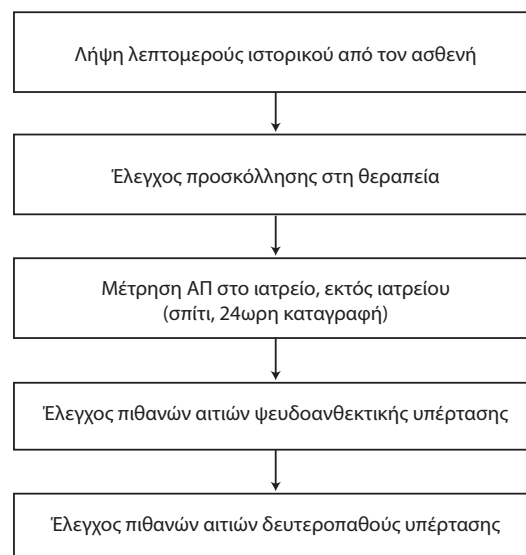 Λήψη λεπτομερούς ιστορικού από τον ασθενή
Έλεγχος προσκόλλησης στη θεραπεία
Μέτρηση ΑΠ στο ιατρείο, εκτός ιατρείου
(σπίτι, 24ωρη καταγραφή)
Έλεγχος πιθανών αιτιών ψευδοανθεκτικής υπέρτασης
Έλεγχος πιθανών αιτιών δευτεροπαθούς υπέρτασης